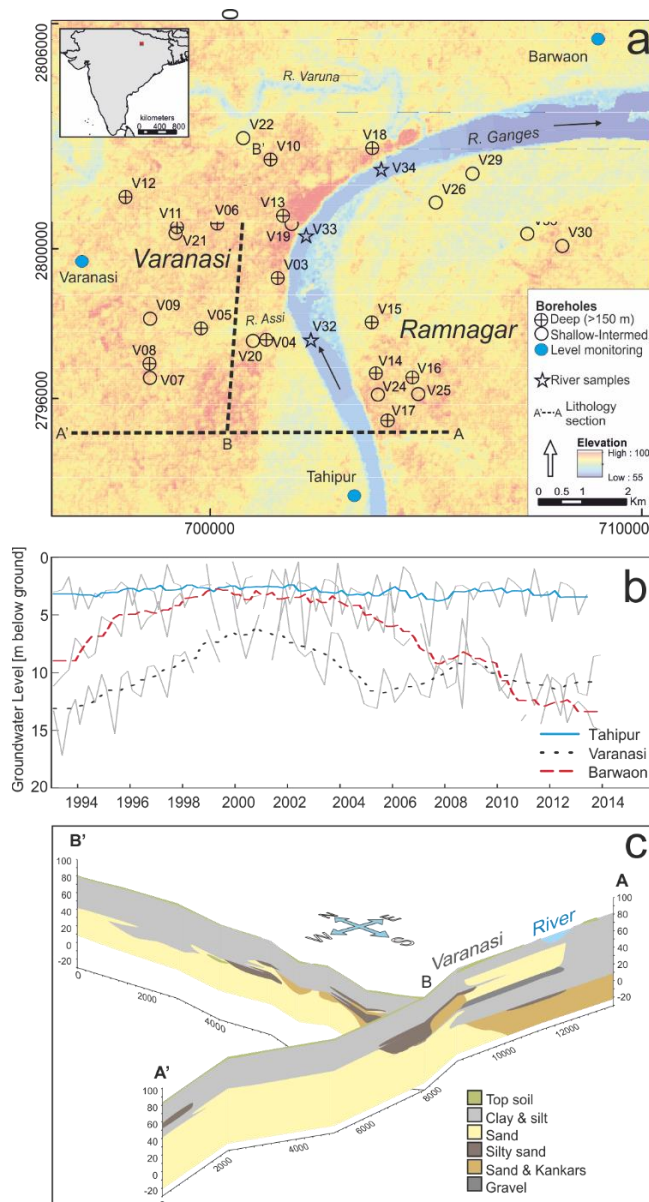 0
2806000
2800000
2796000
kilometers
0 400 800
a
Barwaon
R. Varuna
R. Ganges
V22
B'
V10
V18
V34
V29
V26
V12
V13
V11
V06
V21
V19
V33
V30
Varanasi
Varanasi
V03
V09
V05
R. Assi
V15
Ramnagar
V20
V04
V32
V08
V07
V14
V16
V24
V25
V17
A'
B
A
Tahipur
Boreholes
Deep (>150 m)
Shallow-Intermed
Level monitoring
River samples
A'- -A Lithology
section
Elevation
High : 100
Low : 55
0 0.5 1 2
Km
700000
710000
b
Groundwater Level [m below ground]
0
5
10
15
20
Tahipur
Varanasi
Barwaon
1994 1996 1998 2000 2002 2004 2006 2008 2010 2012 2014
c
B'
100
80
60
40
20
0
-20
0
2000
4000
N
E
W
S
Varanasi
River
B
A
100
80
60
40
20
0
-20
A'
100
80
60
40
20
0
-20
2000
4000
6000
8000
10000
12000
Top soil
Clay & silt
Sand
Silty sand
Sand & Kankars
Gravel